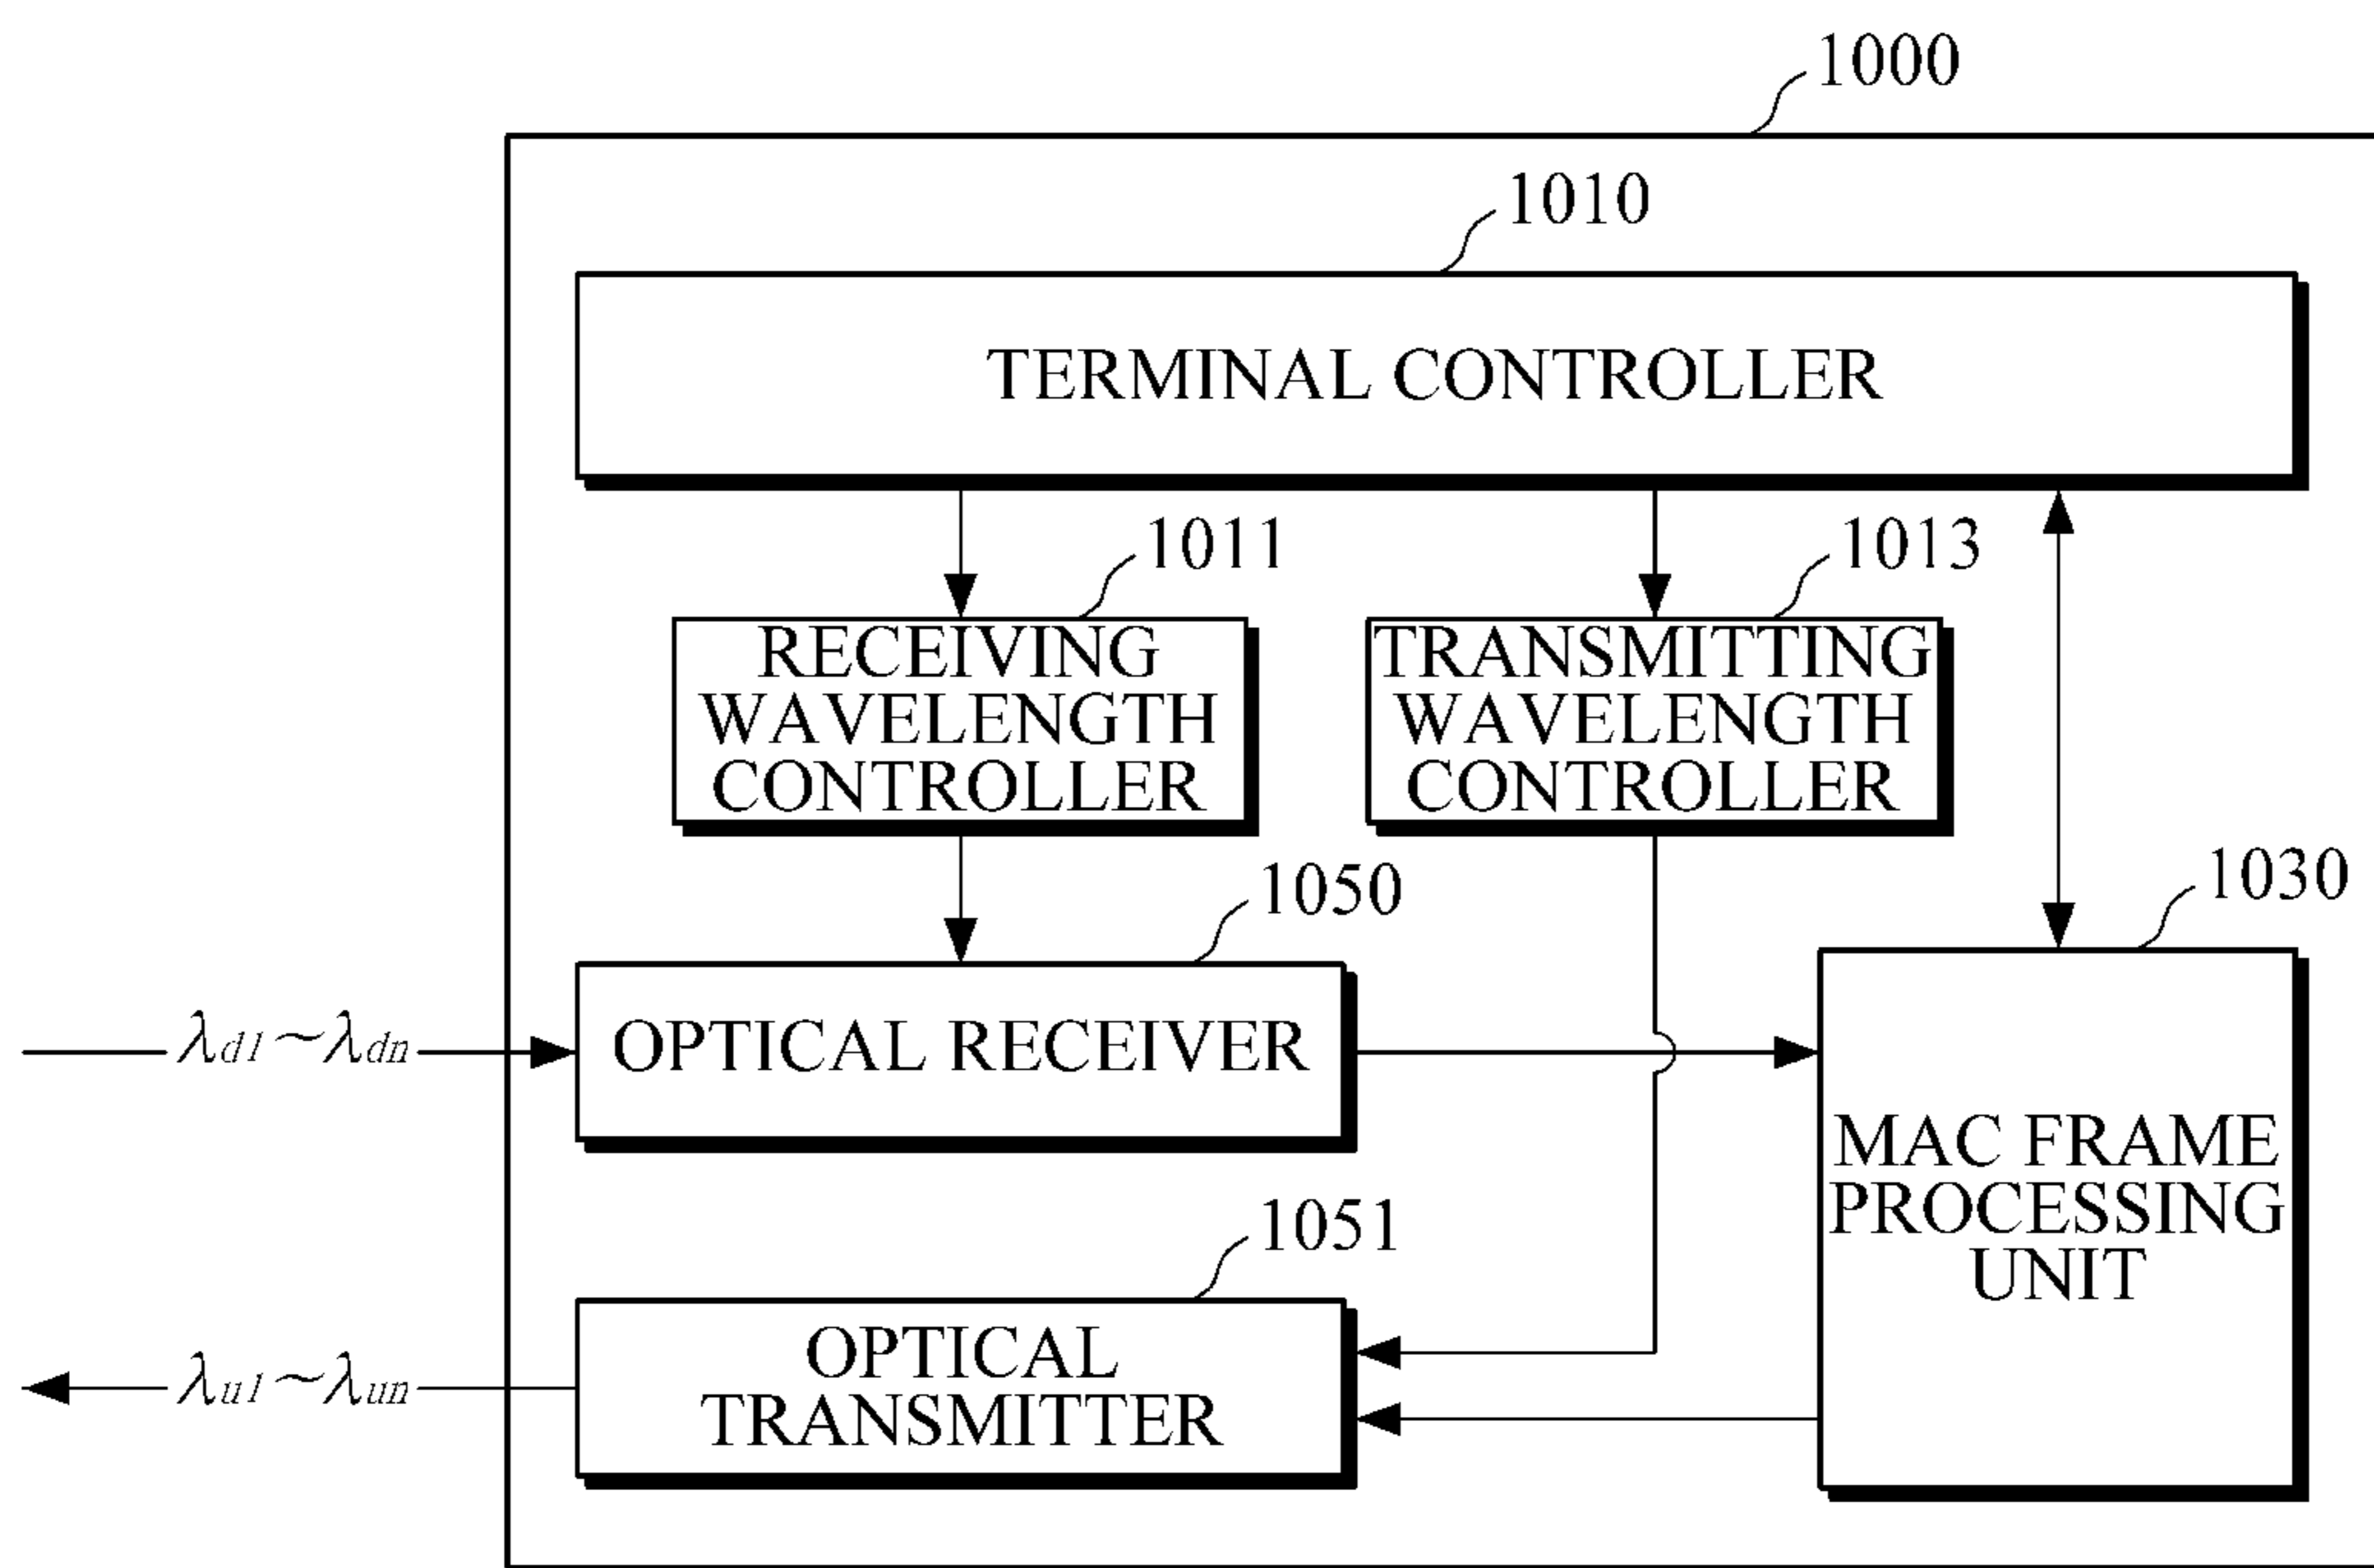 1000
1010
TERMINAL CONTROLLER
1011
1013
RECEIVING
WAVELENGTH
CONTROLLER
TRANSMITTING
WAVELENGTH
CONTROLLER
1050
1030
λd1~λdn
OPTICAL RECEIVER
MAC FRAME
PROCESSING
UNIT
1051
λu1~λun
OPTICAL
TRANSMITTER